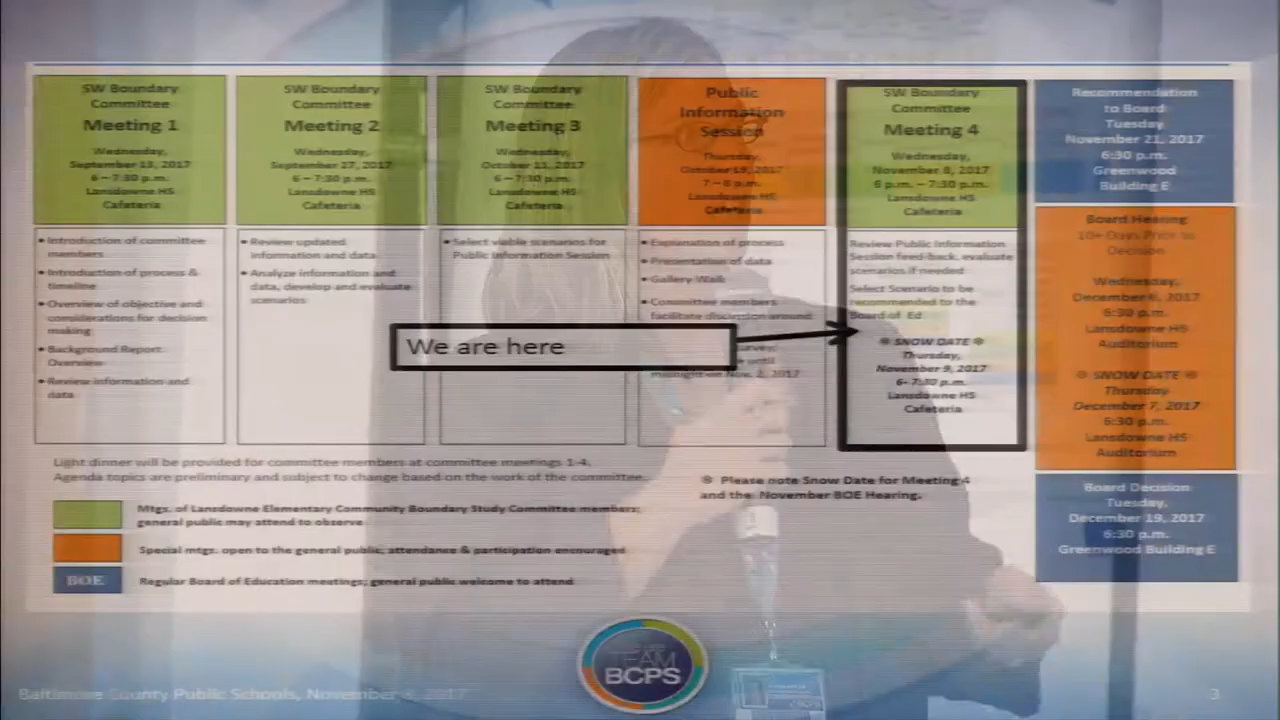 SW Boundary
Committee
Meeting 1
Wednesday,
September 13, 2017
6 – 7:30 p.m.
Lansdowne HS
Cafeteria
• Introduction of committee
members
• Introduction of process &
timeline
• Overview of objective and
considerations for decision
making
• Background Report
Overview
• Review information and
data
SW Boundary
Committee
Meeting 2
Wednesday,
September 27, 2017
6 – 7:30 p.m.
Lansdowne HS
Cafeteria
• Review updated
information and data
• Analyze information and
data, develop and evaluate
scenarios
SW Boundary
Committee
Meeting 3
Wednesday,
October 11, 2017
6 – 7:30 p.m.
Lansdowne HS
Cafeteria
• Select viable scenarios for
Public Information Session
Public
Information
Session
Thursday,
October 19, 2017
7 – 8 p.m.
Lansdowne HS
Cafeteria
• Explanation of process
• Presentation of data
• Gallery Walk
• Committee members
facilitate discussion around
survey;
until
midnight on Nov. 2, 2017
We are here
SW Boundary
Committee
Meeting 4
Wednesday,
November 8, 2017
6 p.m. – 7:30 p.m.
Lansdowne HS
Cafeteria
Review Public Information
Session feed-back, evaluate
scenarios if needed
Select Scenario to be
recommended to the
Board of Ed
SNOW DATE
Thursday,
November 9, 2017
6- 7:30 p.m.
Lansdowne HS
Cafeteria
Recommendation
to Board
Tuesday
November 21, 2017
6:30 p.m.
Greenwood
Building E
Board Hearing
10+ Days Prior to
Decision
Wednesday,
December 6, 2017
6:30 p.m.
Lansdowne HS
Auditorium
SNOW DATE
Thursday
December 7, 2017
6:30 p.m.
Lansdowne HS
Auditorium
Board Decision
Tuesday,
December 19, 2017
6:30 p.m.
Greenwood Building E
Light dinner will be provided for committee members at committee meetings 1-4.
Agenda topics are preliminary and subject to change based on the work of the committee.
Please note Snow Date for Meeting 4
and the November BOE Hearing.
Mtgs. of Lansdowne Elementary Community Boundary Study Committee members;
general public may attend to observe
Special mtgs. open to the general public; attendance & participation encouraged
BOE
Regular Board of Education meetings; general public welcome to attend
TEAM
BCPS
Baltimore County Public Schools, November 8, 2017
3